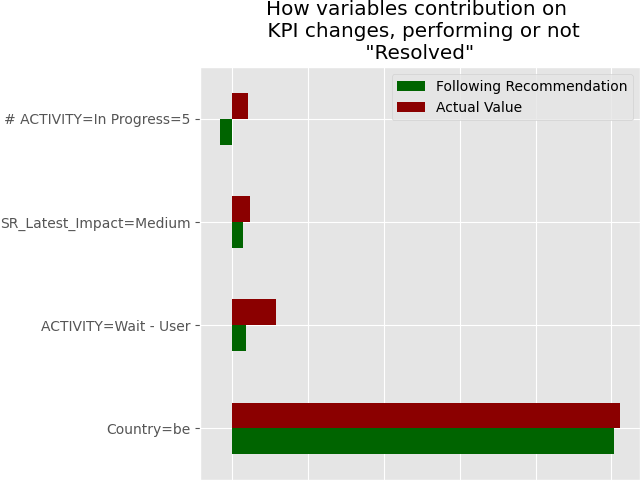 How variables contribution on
KPI changes, performing or not
"Resolved"
Following Recommendation
Actual Value
# ACTIVITY=In Progress=5
SR_Latest_Impact=Medium
ACTIVITY=Wait - User
Country=be